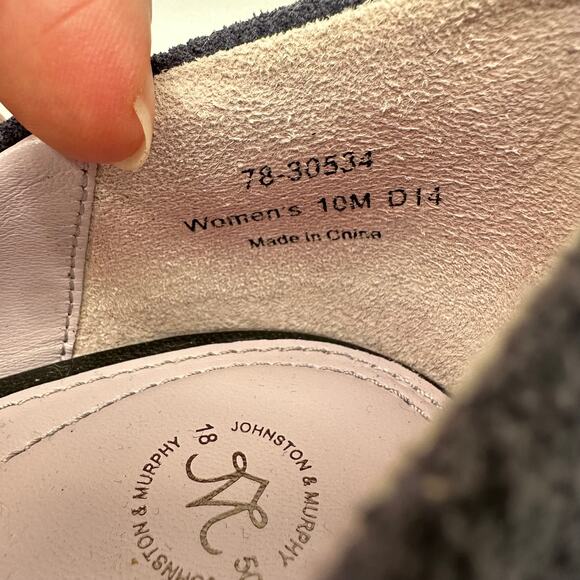 78-30534
Women's 10M D14
Made in China
JOHNSTON & MURPHY
18 M 50
JOHNSTON & MURPHY